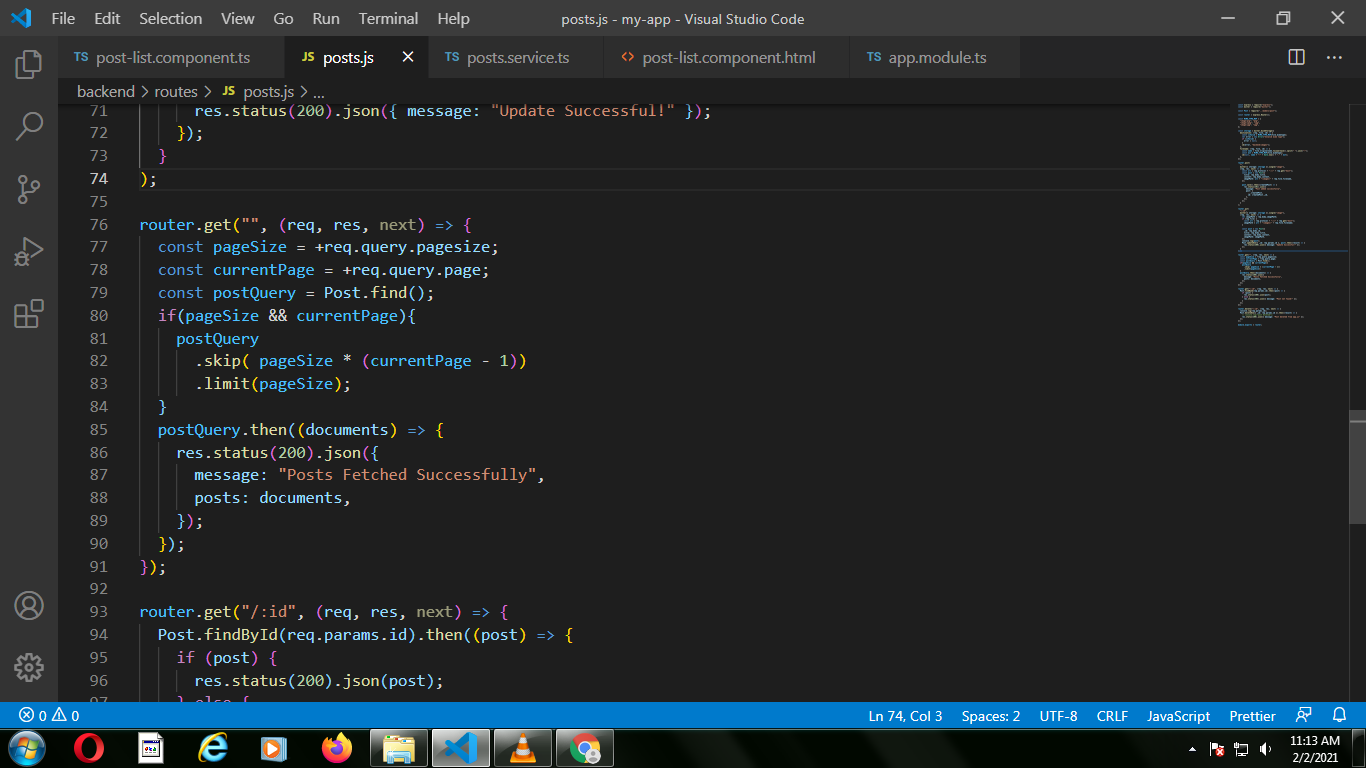 File Edit Selection View Go Run Terminal Help posts.js - my-app - Visual Studio Code
TS post-list.component.ts JS posts.js TS posts.service.ts <> post-list.component.html TS app.module.ts
backend > routes > JS posts.js > ...
71 res.status(200).json({ message: "Update Successful!" });
72 });
73 }
74 );
75
76 router.get("", (req, res, next) => {
77 const pageSize = +req.query.pagesize;
78 const currentPage = +req.query.page;
79 const postQuery = Post.find();
80 if(pageSize && currentPage){
81 postQuery
82 .skip( pageSize * (currentPage - 1))
83 .limit(pageSize);
84 }
85 postQuery.then((documents) => {
86 res.status(200).json({
87 message: "Posts Fetched Successfully",
88 posts: documents,
89 });
90 });
91 });
92
93 router.get("/:id", (req, res, next) => {
94 Post.findById(req.params.id).then((post) => {
95 if (post) {
96 res.status(200).json(post);
97 } else {
0 0 Ln 74, Col 3 Spaces: 2 UTF-8 CRLF JavaScript Prettier
11:13 AM
2/2/2021